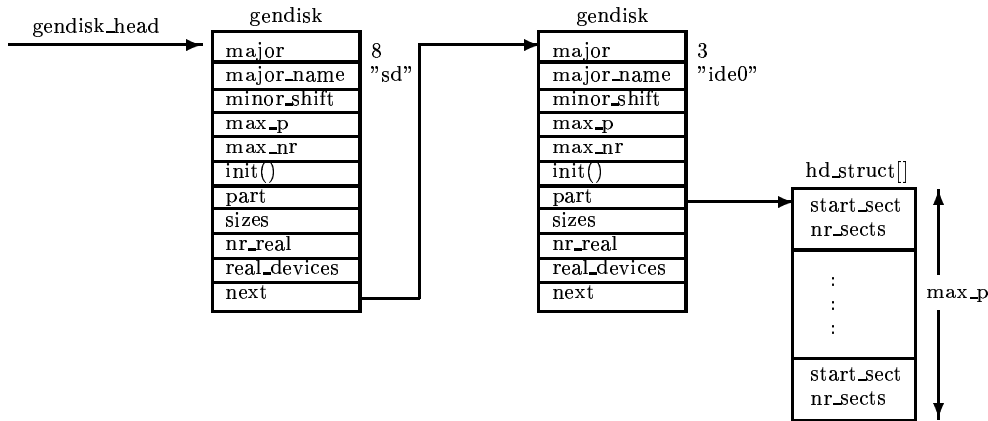 gendisk_head
gendisk
major
8
major_name
"sd"
minor_shift
max_p
max_nr
init()
part
sizes
nr_real
real_devices
next
gendisk
major
3
major_name
"ide0"
minor_shift
max_p
max_nr
init()
part
sizes
nr_real
real_devices
next
hd_struct[]
start_sect
nr_sects
:
:
:
start_sect
nr_sects
max_p